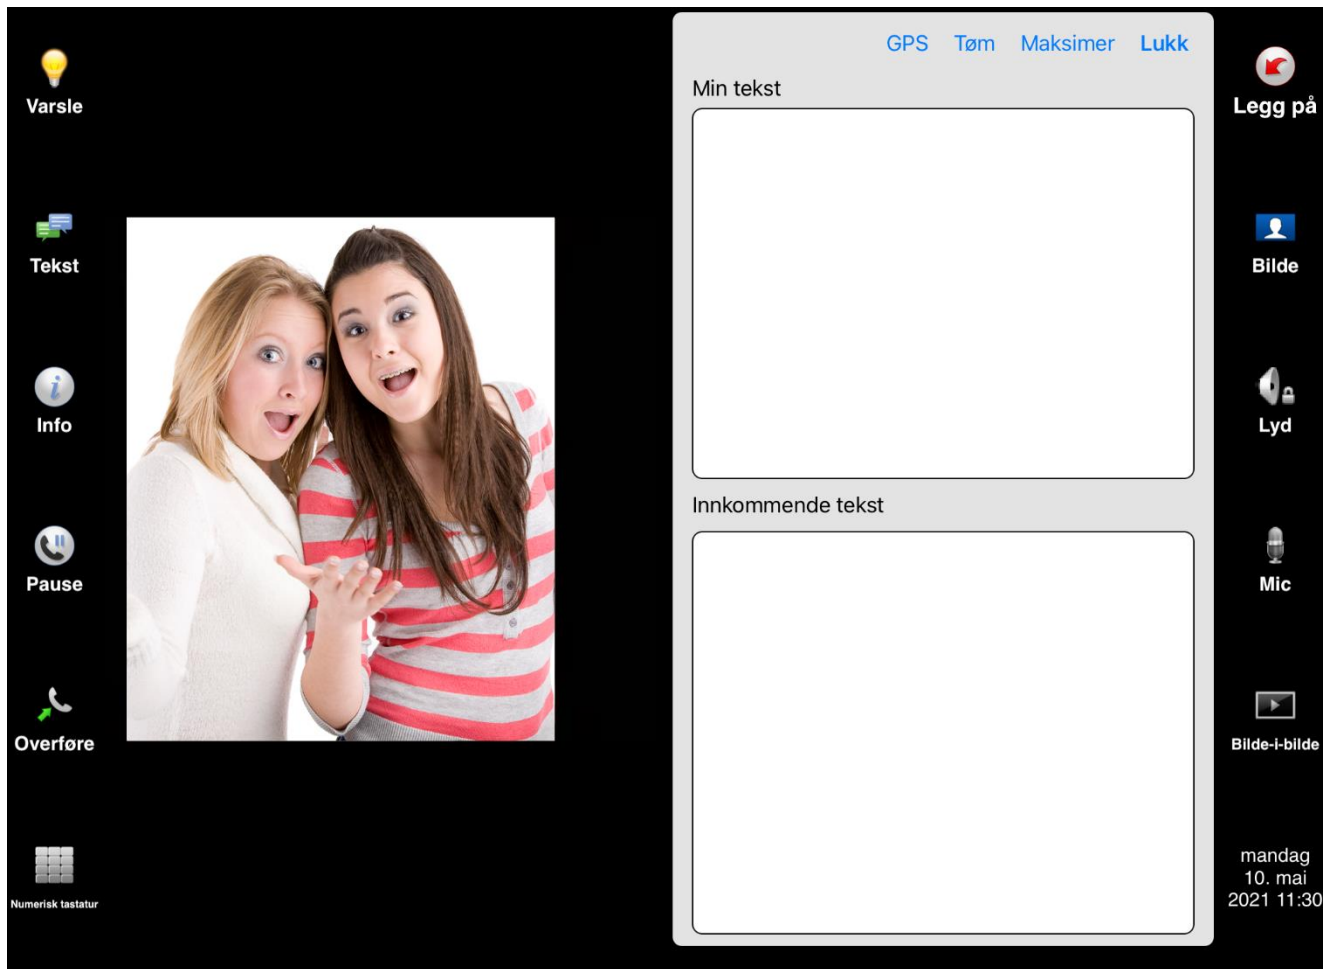 Varsle
Tekst
Info
Pause
Overføre
Numerisk tastatur
GPS Tøm Maksimer Lukk
Min tekst
Innkommende tekst
Legg på
Bilde
Lyd
Mic
Bilde-i-bilde
mandag
10. mai
2021 11:30